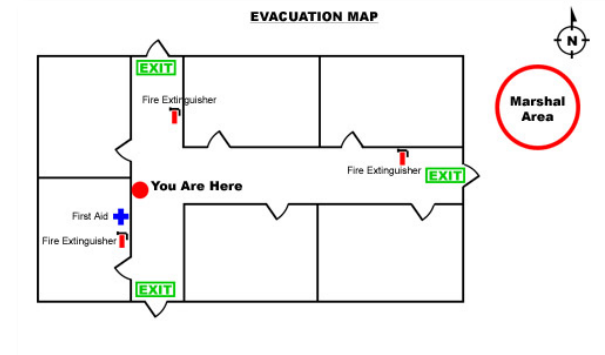 EVACUATION MAP
N
EXIT
Fire Extinguisher
Marshal
Area
Fire Extinguisher
EXIT
You Are Here
First Aid
Fire Extinguisher
EXIT